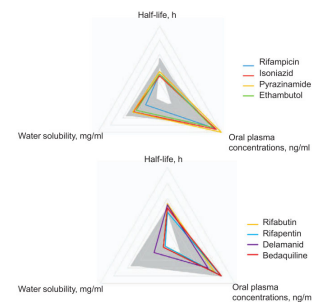 Half-life, h
Rifampicin
Isoniazid
Pyrazinamide
Ethambutol
Water solubility, mg/ml
Oral plasma
concentrations, ng/ml
Half-life, h
Rifabutin
Rifapentin
Delamanid
Bedaquiline
Water solubility, mg/ml
Oral plasma
concentrations, ng/m